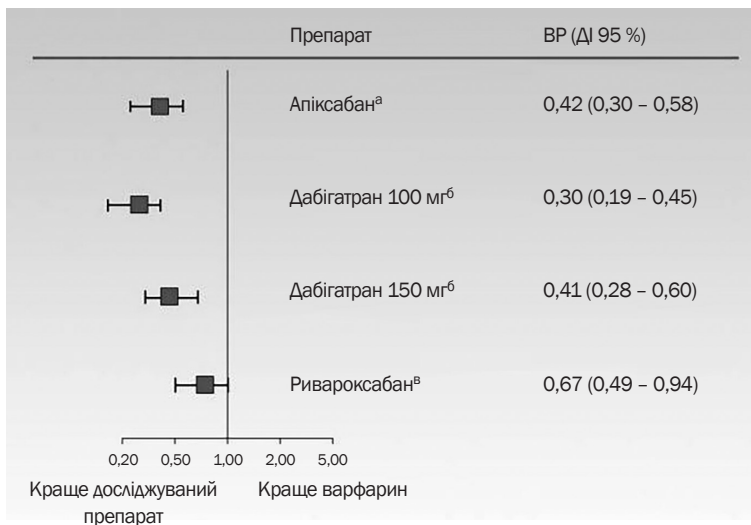 Препарат ВР (ДІ 95 %)
Апіксабанᵃ 0,42 (0,30 – 0,58)
Дабігатран 100 мгᵇ 0,30 (0,19 – 0,45)
Дабігатран 150 мгᵇ 0,41 (0,28 – 0,60)
Ривароксабанᵛ 0,67 (0,49 – 0,94)
0,20 0,50 1,00 2,00 5,00
Краще досліджуваний Краще варфарин
препарат